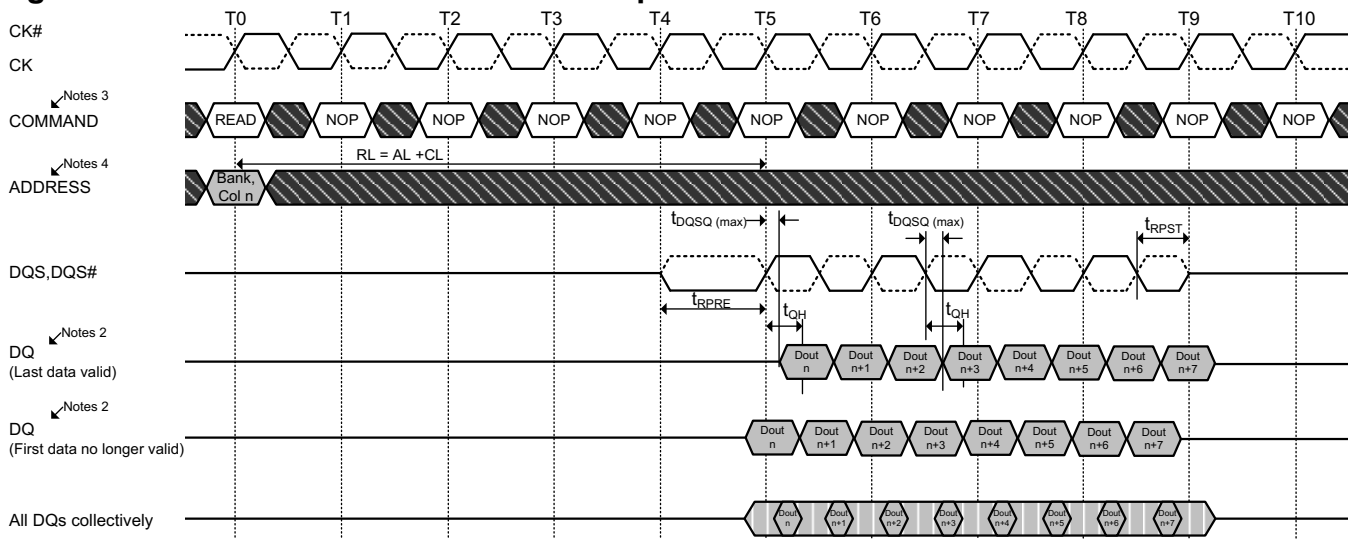 T0 T1 T2 T3 T4 T5 T6 T7 T8 T9 T10
CK#
CK
Notes 3
COMMAND
READ NOP NOP NOP NOP NOP NOP NOP NOP NOP NOP
RL = AL +CL
Notes 4
ADDRESS
Bank,
Col n
tDQSQ (max)
tDQSQ (max)
tRPST
DQS,DQS#
tRPRE
tQH
tQH
Notes 2
DQ
(Last data valid)
Dout Dout Dout Dout Dout Dout Dout Dout
n n+1 n+2 n+3 n+4 n+5 n+6 n+7
Notes 2
DQ
(First data no longer valid)
Dout Dout Dout Dout Dout Dout Dout Dout
n n+1 n+2 n+3 n+4 n+5 n+6 n+7
All DQs collectively
Dout Dout Dout Dout Dout Dout Dout Dout
n n+1 n+2 n+3 n+4 n+5 n+6 n+7